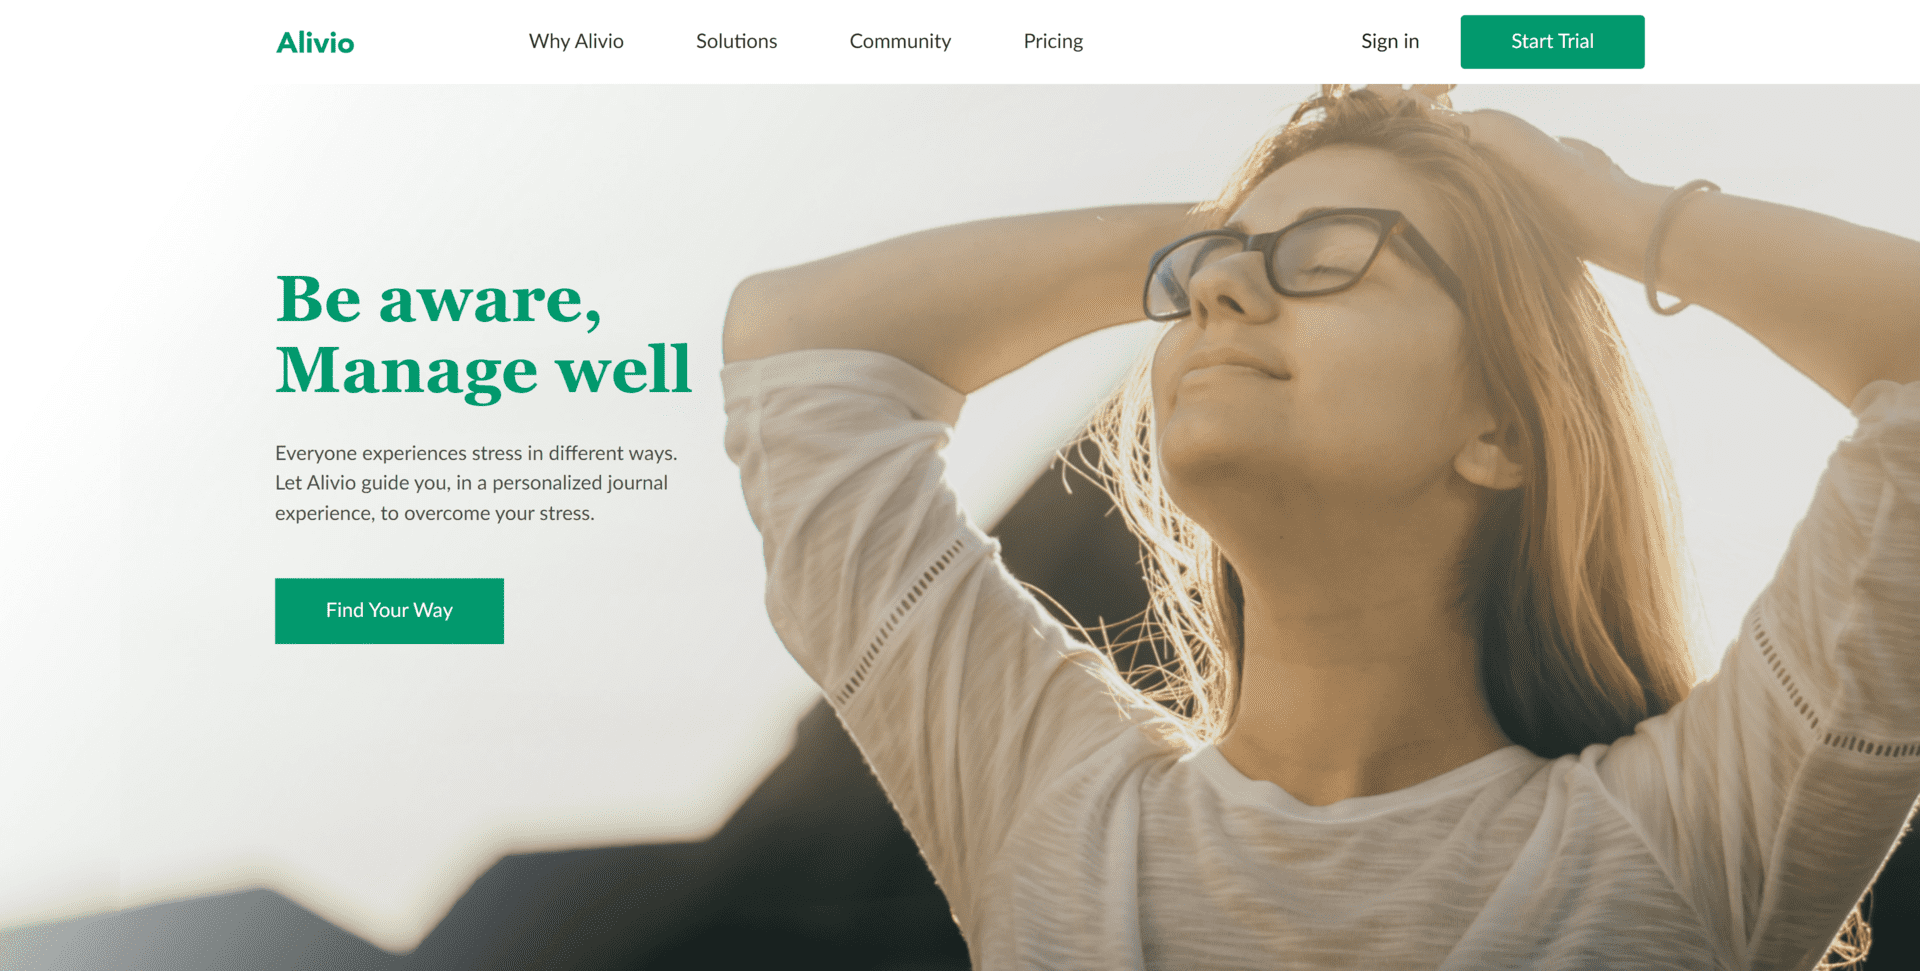 Alivio
Why Alivio
Solutions
Community
Pricing
Sign in
Start Trial
Be aware,
Manage well
Everyone experiences stress in different ways.
Let Alivio guide you, in a personalized journal
experience, to overcome your stress.
Find Your Way